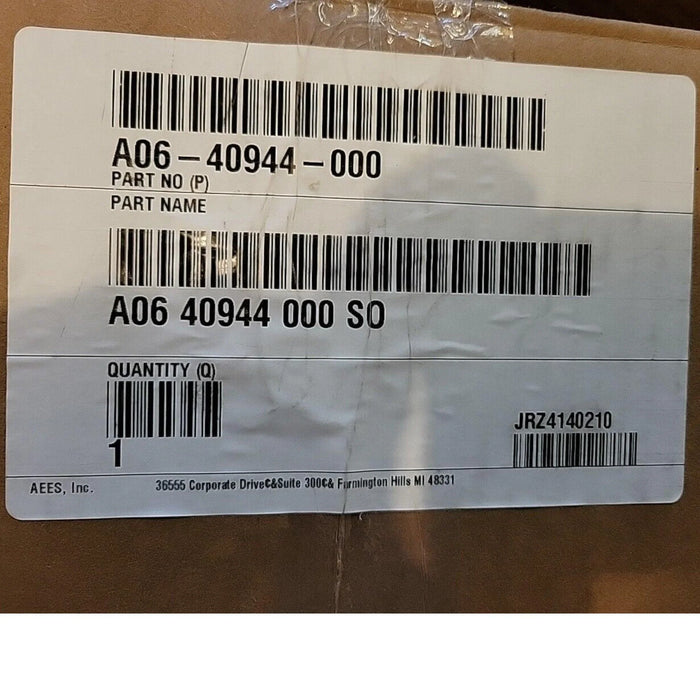 A06-40944-000
PART NO (P)
PART NAME
A06 40944 000 SO
QUANTITY (Q)
1
JRZ4140210
AEES, Inc.
36555 Corporate Drive¢&Suite 300¢& Farmington Hills MI 48331